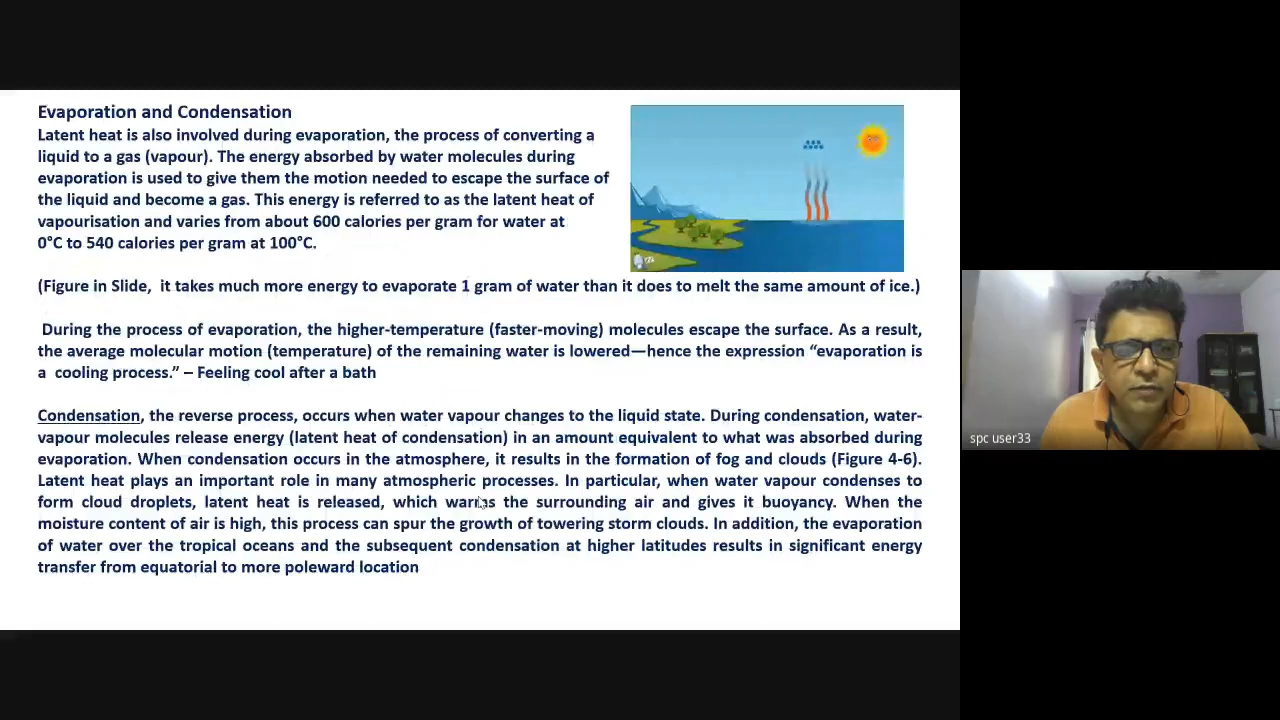 Evaporation and Condensation
Latent heat is also involved during evaporation, the process of converting a
liquid to a gas (vapour). The energy absorbed by water molecules during
evaporation is used to give them the motion needed to escape the surface of
the liquid and become a gas. This energy is referred to as the latent heat of
vapourisation and varies from about 600 calories per gram for water at
0°C to 540 calories per gram at 100°C.
(Figure in Slide, it takes much more energy to evaporate 1 gram of water than it does to melt the same amount of ice.)
During the process of evaporation, the higher-temperature (faster-moving) molecules escape the surface. As a result,
the average molecular motion (temperature) of the remaining water is lowered—hence the expression “evaporation is
a cooling process.” – Feeling cool after a bath
Condensation, the reverse process, occurs when water vapour changes to the liquid state. During condensation, water-
vapour molecules release energy (latent heat of condensation) in an amount equivalent to what was absorbed during
evaporation. When condensation occurs in the atmosphere, it results in the formation of fog and clouds (Figure 4-6).
Latent heat plays an important role in many atmospheric processes. In particular, when water vapour condenses to
form cloud droplets, latent heat is released, which warms the surrounding air and gives it buoyancy. When the
moisture content of air is high, this process can spur the growth of towering storm clouds. In addition, the evaporation
of water over the tropical oceans and the subsequent condensation at higher latitudes results in significant energy
transfer from equatorial to more poleward location
spc user33